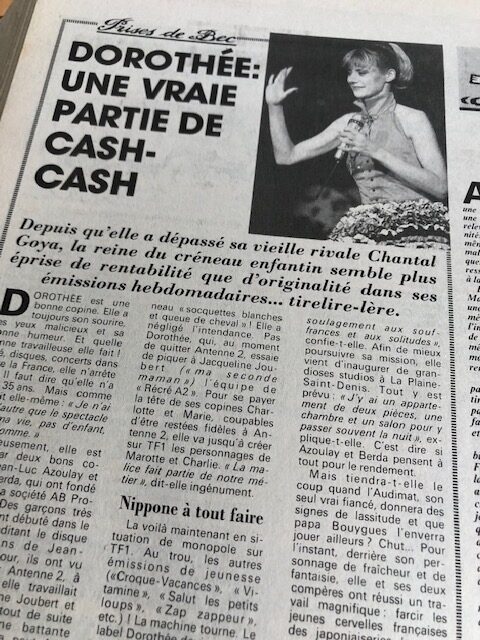 Prises de Bec
DOROTHÉE:
UNE VRAIE
PARTIE DE
CASH-
CASH
Depuis qu'elle a dépassé sa vieille rivale Chantal
Goya, la reine du créneau enfantin semble plus
éprise de rentabilité que d'originalité dans ses
émissions hebdomadaires... tirelire-lère.
DOROTHÉE est une
bonne copine. Elle a
toujours son sourire,
ses yeux malicieux et sa
bonne humeur. Et quelle
bonne travailleuse elle fait !
disques, concerts dans
la France, elle n'arrête
Il faut dire qu'elle n'a
35 ans. Mais comme
dit elle-même : « Je n'ai
autre que le spectacle
ma vie, pas d'enfant,
homme. »
eusement, elle est
par deux bons co-
Jean-Luc Azoulay et
Berda, qui ont fondé
la société AB Pro-
Des garçons très
ont débuté dans le
éditant le disque
de Jean-
jour, ils ont vu
Antenne 2, à
elle travaillait
Joubert et
tout de suite
battante
neau « socquettes blanches
et queue de cheval » ! Elle a
négligé l'intendance. Pas
Dorothée, qui, au moment
de quitter Antenne 2, essaie
de piquer à Jacqueline Jou-
bert (« ma seconde
maman ») l'équipe de
« Récré A2 ». Pour se payer
la tête de ses copines Char-
lotte et Marie, coupables
d'être restées fidèles à An-
tenne 2, elle va jusqu'à créer
sur TF1 les personnages de
Marotte et Charlie. « La ma-
lice fait partie de notre mé-
tier », dit-elle ingénument.
Nippone à tout faire
La voilà maintenant en si-
tuation de monopole sur
TF1. Au trou, les autres
émissions de jeunesse
(«Croque-Vacances », « Vi-
tamine », « Salut les petits
loups », « Zap zappeur »,
etc.) ! La machine tourne. Le
label Dorothée
soulagement aux souf-
frances et aux solitudes »,
confie-t-elle. Afin de mieux
poursuivre sa mission, elle
vient d'inaugurer de gran-
dioses studios à La Plaine-
Saint-Denis. Tout y est
prévu : « J'y ai un apparte-
ment de deux pièces, une
chambre et un salon pour y
passer souvent la nuit », ex-
plique-t-elle. C'est dire si
Azoulay et Berda pensent à
tout pour le rendement.
Mais tiendra-t-elle le
coup quand l'Audimat, son
seul vrai fiancé, donnera des
signes de lassitude et que
papa Bouygues l'enverra
jouer ailleurs ? Chut... Pour
l'instant, derrière son per-
sonnage de fraîcheur et de
fantaisie, elle et ses deux
compères ont réussi un tra-
vail magnifique : farcir les
jeunes cervelles françaises
des japoniaiseries